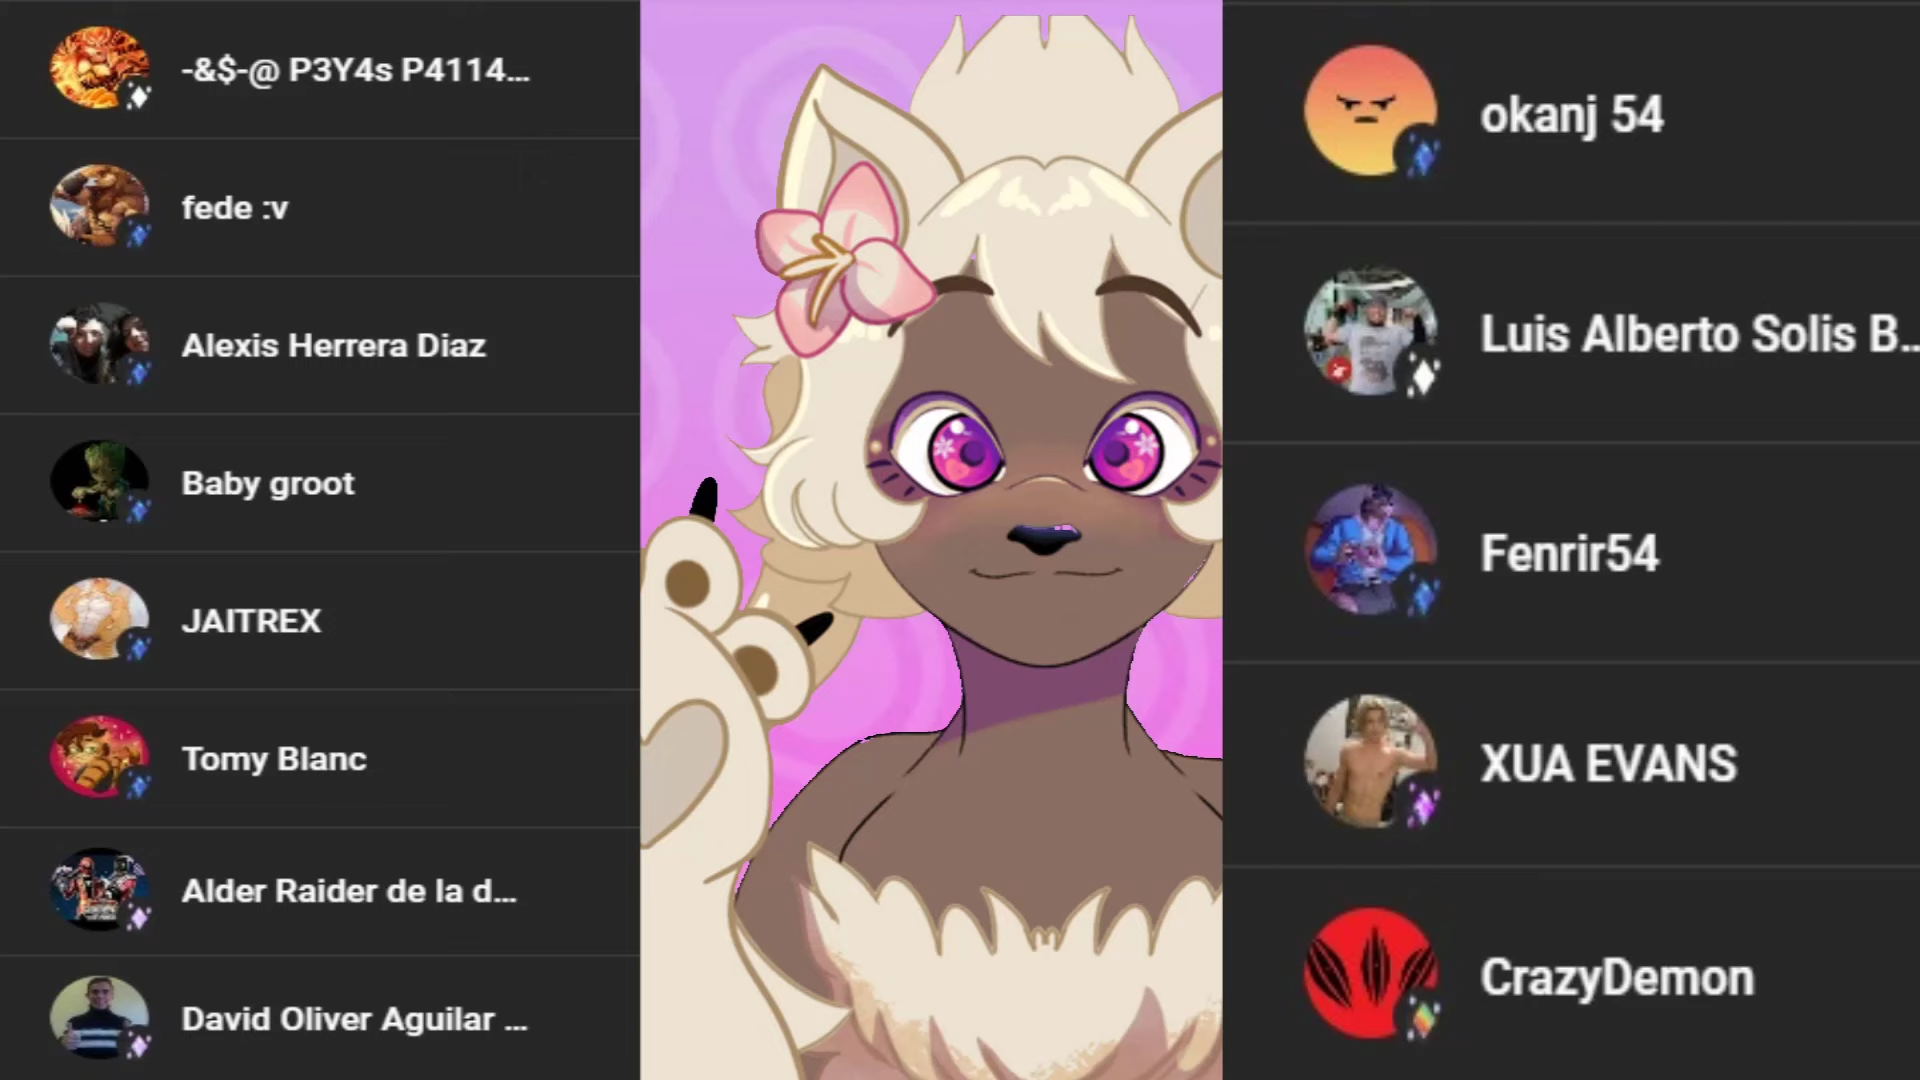 -&$-@ P3Y4s P4114...
fede :v
Alexis Herrera Diaz
Baby groot
JAITREX
Tomy Blanc
Alder Raider de la d...
David Oliver Aguilar ...
okanj 54
Luis Alberto Solis B...
Fenrir54
XUA EVANS
CrazyDemon